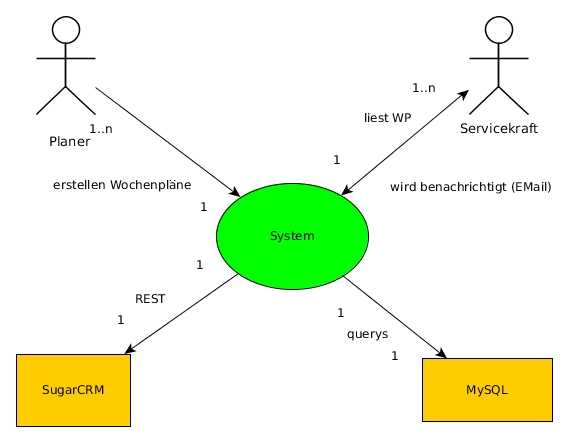 1..n
Planer
erstellen Wochenpläne
1
1..n
liest WP
Servicekraft
1
wird benachrichtigt (EMail)
System
1
REST
1
1
querys
1
SugarCRM
MySQL